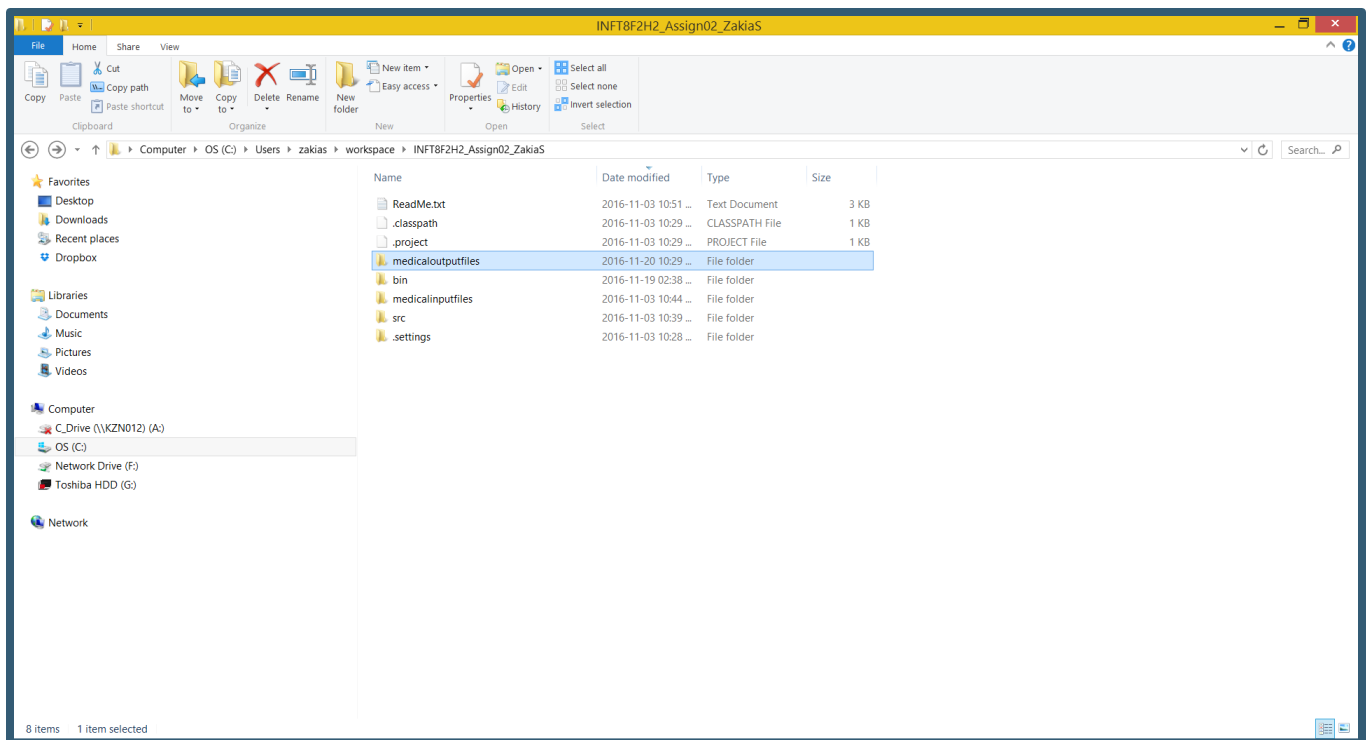 INFT8F2H2_Assign02_ZakiaS
File Home Share View
Copy Paste Cut Copy path Paste shortcut
Move to Copy to Delete Rename New folder
New item Easy access
Properties Open Edit History
Select all Select none Invert selection
Clipboard Organize New Open Select
Computer OS (C:) Users zakias workspace INFT8F2H2_Assign02_ZakiaS Search...
Favorites
Desktop
Downloads
Recent places
Dropbox
Libraries
Documents
Music
Pictures
Videos
Computer
C_Drive (\\KZN012) (A:)
OS (C:)
Network Drive (F:)
Toshiba HDD (G:)
Network
Name Date modified Type Size
ReadMe.txt 2016-11-03 10:51 ... Text Document 3 KB
.classpath 2016-11-03 10:29 ... CLASSPATH File 1 KB
.project 2016-11-03 10:29 ... PROJECT File 1 KB
medicaloutputfiles 2016-11-20 10:29 ... File folder
bin 2016-11-19 02:38 ... File folder
medicalinputfiles 2016-11-03 10:44 ... File folder
src 2016-11-03 10:39 ... File folder
.settings 2016-11-03 10:28 ... File folder
8 items 1 item selected